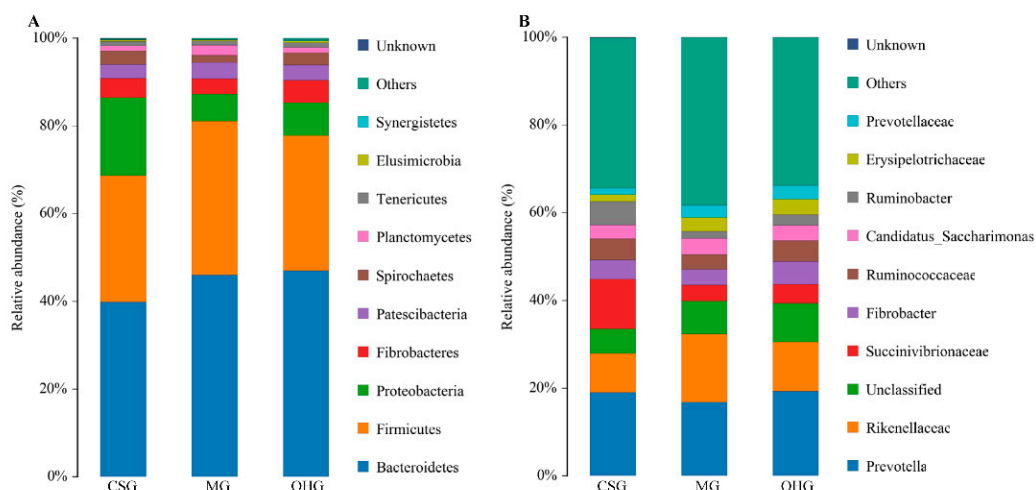 A
Relative abundance (%)
100%
80%
60%
40%
20%
0%
CSG MG OHG
Unknown
Others
Synergistetes
Elusimicrobia
Tenericutes
Planctomycetes
Spirochaetes
Patescibacteria
Fibrobacteres
Proteobacteria
Firmicutes
Bacteroidetes
B
Relative abundance (%)
100%
80%
60%
40%
20%
0%
CSG MG OHG
Unknown
Others
Prevotellaceae
Erysipelotrichaceae
Ruminobacter
Candidatus_Saccharimonas
Ruminococcaceae
Fibrobacter
Succinivibrionaceae
Unclassified
Rikenellaceae
Prevotella